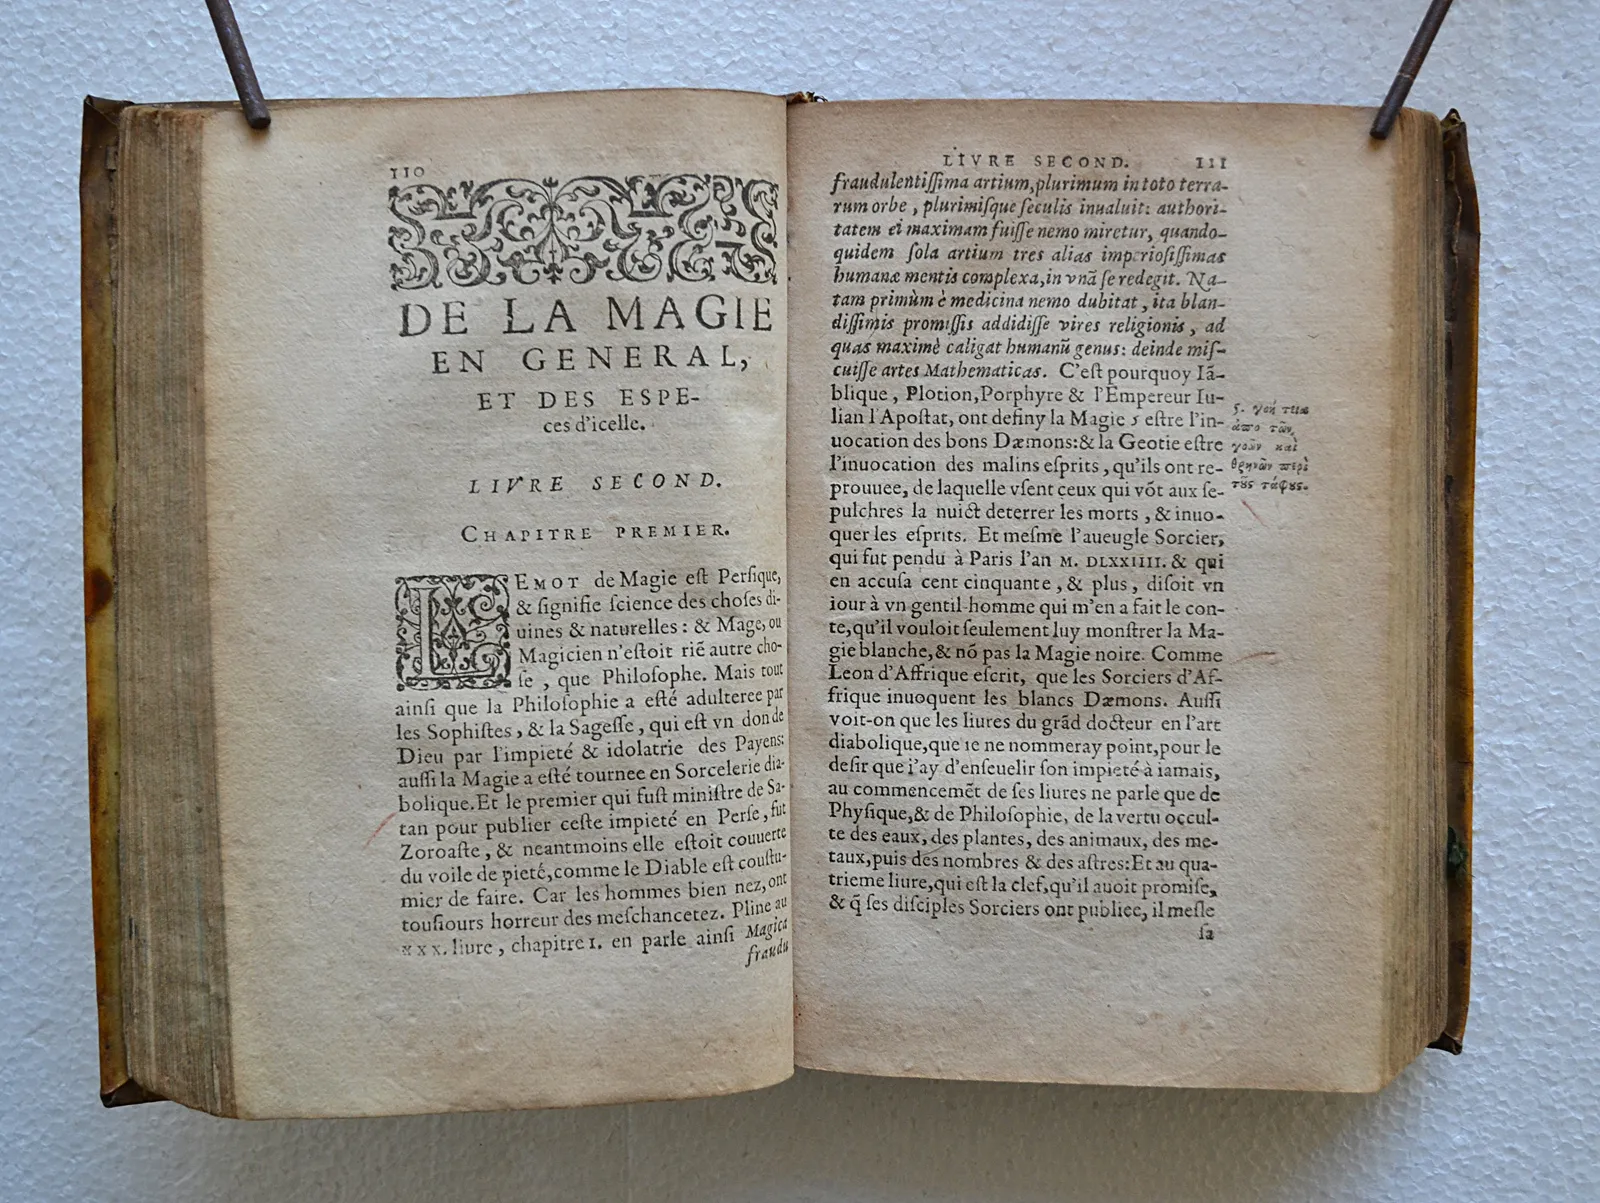 110
DE LA MAGIE
EN GENERAL,
ET DES ESPE-
ces d'icelle.
LIVRE SECOND.
CHAPITRE PREMIER.
LE MOT de Magie eſt Perſique,
& ſignifie ſcience des choſes di-
uines & naturelles : & Mage, ou
Magicien n'eſtoit riẽ autre cho-
ſe , que Philoſophe. Mais tout
ainſi que la Philoſophie a eſté adulteree par
les Sophiſtes, & la Sageſſe, qui eſt vn don de
Dieu par l'impieté & idolatrie des Payens:
auſſi la Magie a eſté tournee en Sorcelerie dia-
bolique. Et le premier qui fuſt miniſtre de Sa-
tan pour publier ceſte impieté en Perſe, fut
Zoroaſte, & neantmoins elle eſtoit couuerte
du voile de pieté, comme le Diable eſt couſtu-
mier de faire. Car les hommes bien nez, ont
touſiours horreur des meſchancetez. Pline au
xxx. liure, chapitre 1. en parle ainſi Magica
fraudu
LIVRE SECOND. 111
fraudulentiſſima artium, plurimum in toto terra-
rum orbe , plurimiſque ſeculis inualuit: authori-
tatem ei maximam fuiſſe nemo miretur, quando-
quidem ſola artium tres alias imperioſiſſimas
humanæ mentis complexa, in vnã ſe redegit. Na-
tam primùm è medicina nemo dubitat, ita blan-
diſſimis promiſſis addidiſſe vires religionis, ad
quas maximè caligat humanũ genus: deinde miſ-
cuiſſe artes Mathematicas. C'eſt pourquoy Iã-
blique, Plotion, Porphyre & l'Empereur Iu-
lian l'Apoſtat, ont definy la Magie 5 eſtre l'in-
uocation des bons Dæmons: & la Geotie eſtre
l'inuocation des malins eſprits, qu'ils ont re-
prouuee, de laquelle vſent ceux qui võt aux ſe-
pulchres la nuict deterrer les morts, & inuo-
quer les eſprits. Et meſme l'aueugle Sorcier,
qui fut pendu à Paris l'an M. DLXXIIII. & qui
en accuſa cent cinquante, & plus, diſoit vn
iour à vn gentil-homme qui m'en a fait le con-
te, qu'il vouloit ſeulement luy monſtrer la Ma-
gie blanche, & nõ pas la Magie noire. Comme
Leon d'Affrique eſcrit, que les Sorciers d'Af-
frique inuoquent les blancs Dæmons. Auſſi
voit-on que les liures du grãd docteur en l'art
diabolique, que ie ne nommeray point, pour le
deſir que i'ay d'enſeuelir ſon impieté à iamais,
au commencemẽt de ſes liures ne parle que de
Phyſique, & de Philoſophie, de la vertu occul-
te des eaux, des plantes, des animaux, des me-
taux, puis des nombres & des aſtres: Et au qua-
trieme liure, qui eſt la clef, qu'il auoit promiſe,
& q̃ ſes diſciples Sorciers ont publiee, il meſle
ſa
ἀπο τῶν
γοῶν καὶ
θρηνῶν περὶ
τοὺς τάφους.